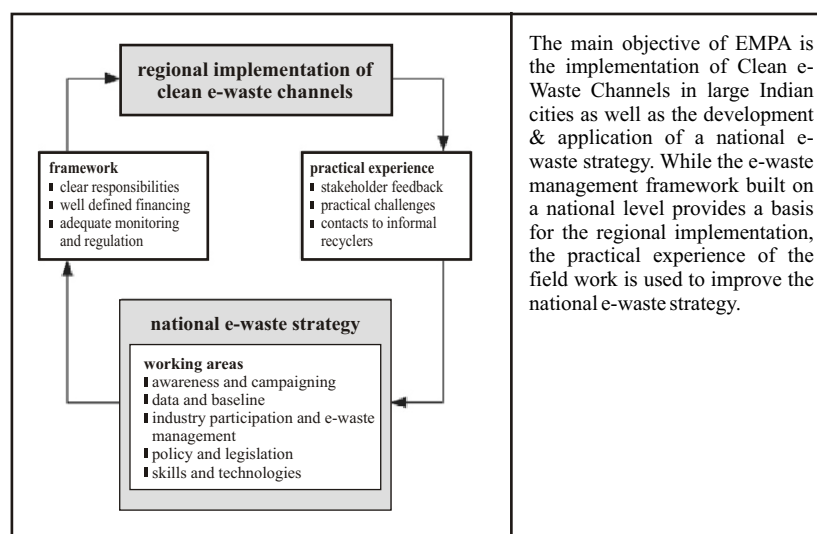 regional implementation of
clean e-waste channels
framework
clear responsibilities
well defined financing
adequate monitoring
and regulation
practical experience
stakeholder feedback
practical challenges
contacts to informal
recyclers
national e-waste strategy
working areas
awareness and campaigning
data and baseline
industry participation and e-waste
management
policy and legislation
skills and technologies
The main objective of EMPA is
the implementation of Clean e-
Waste Channels in large Indian
cities as well as the development
& application of a national e-
waste strategy. While the e-waste
management framework built on
a national level provides a basis
for the regional implementation,
the practical experience of the
field work is used to improve the
national e-waste strategy.